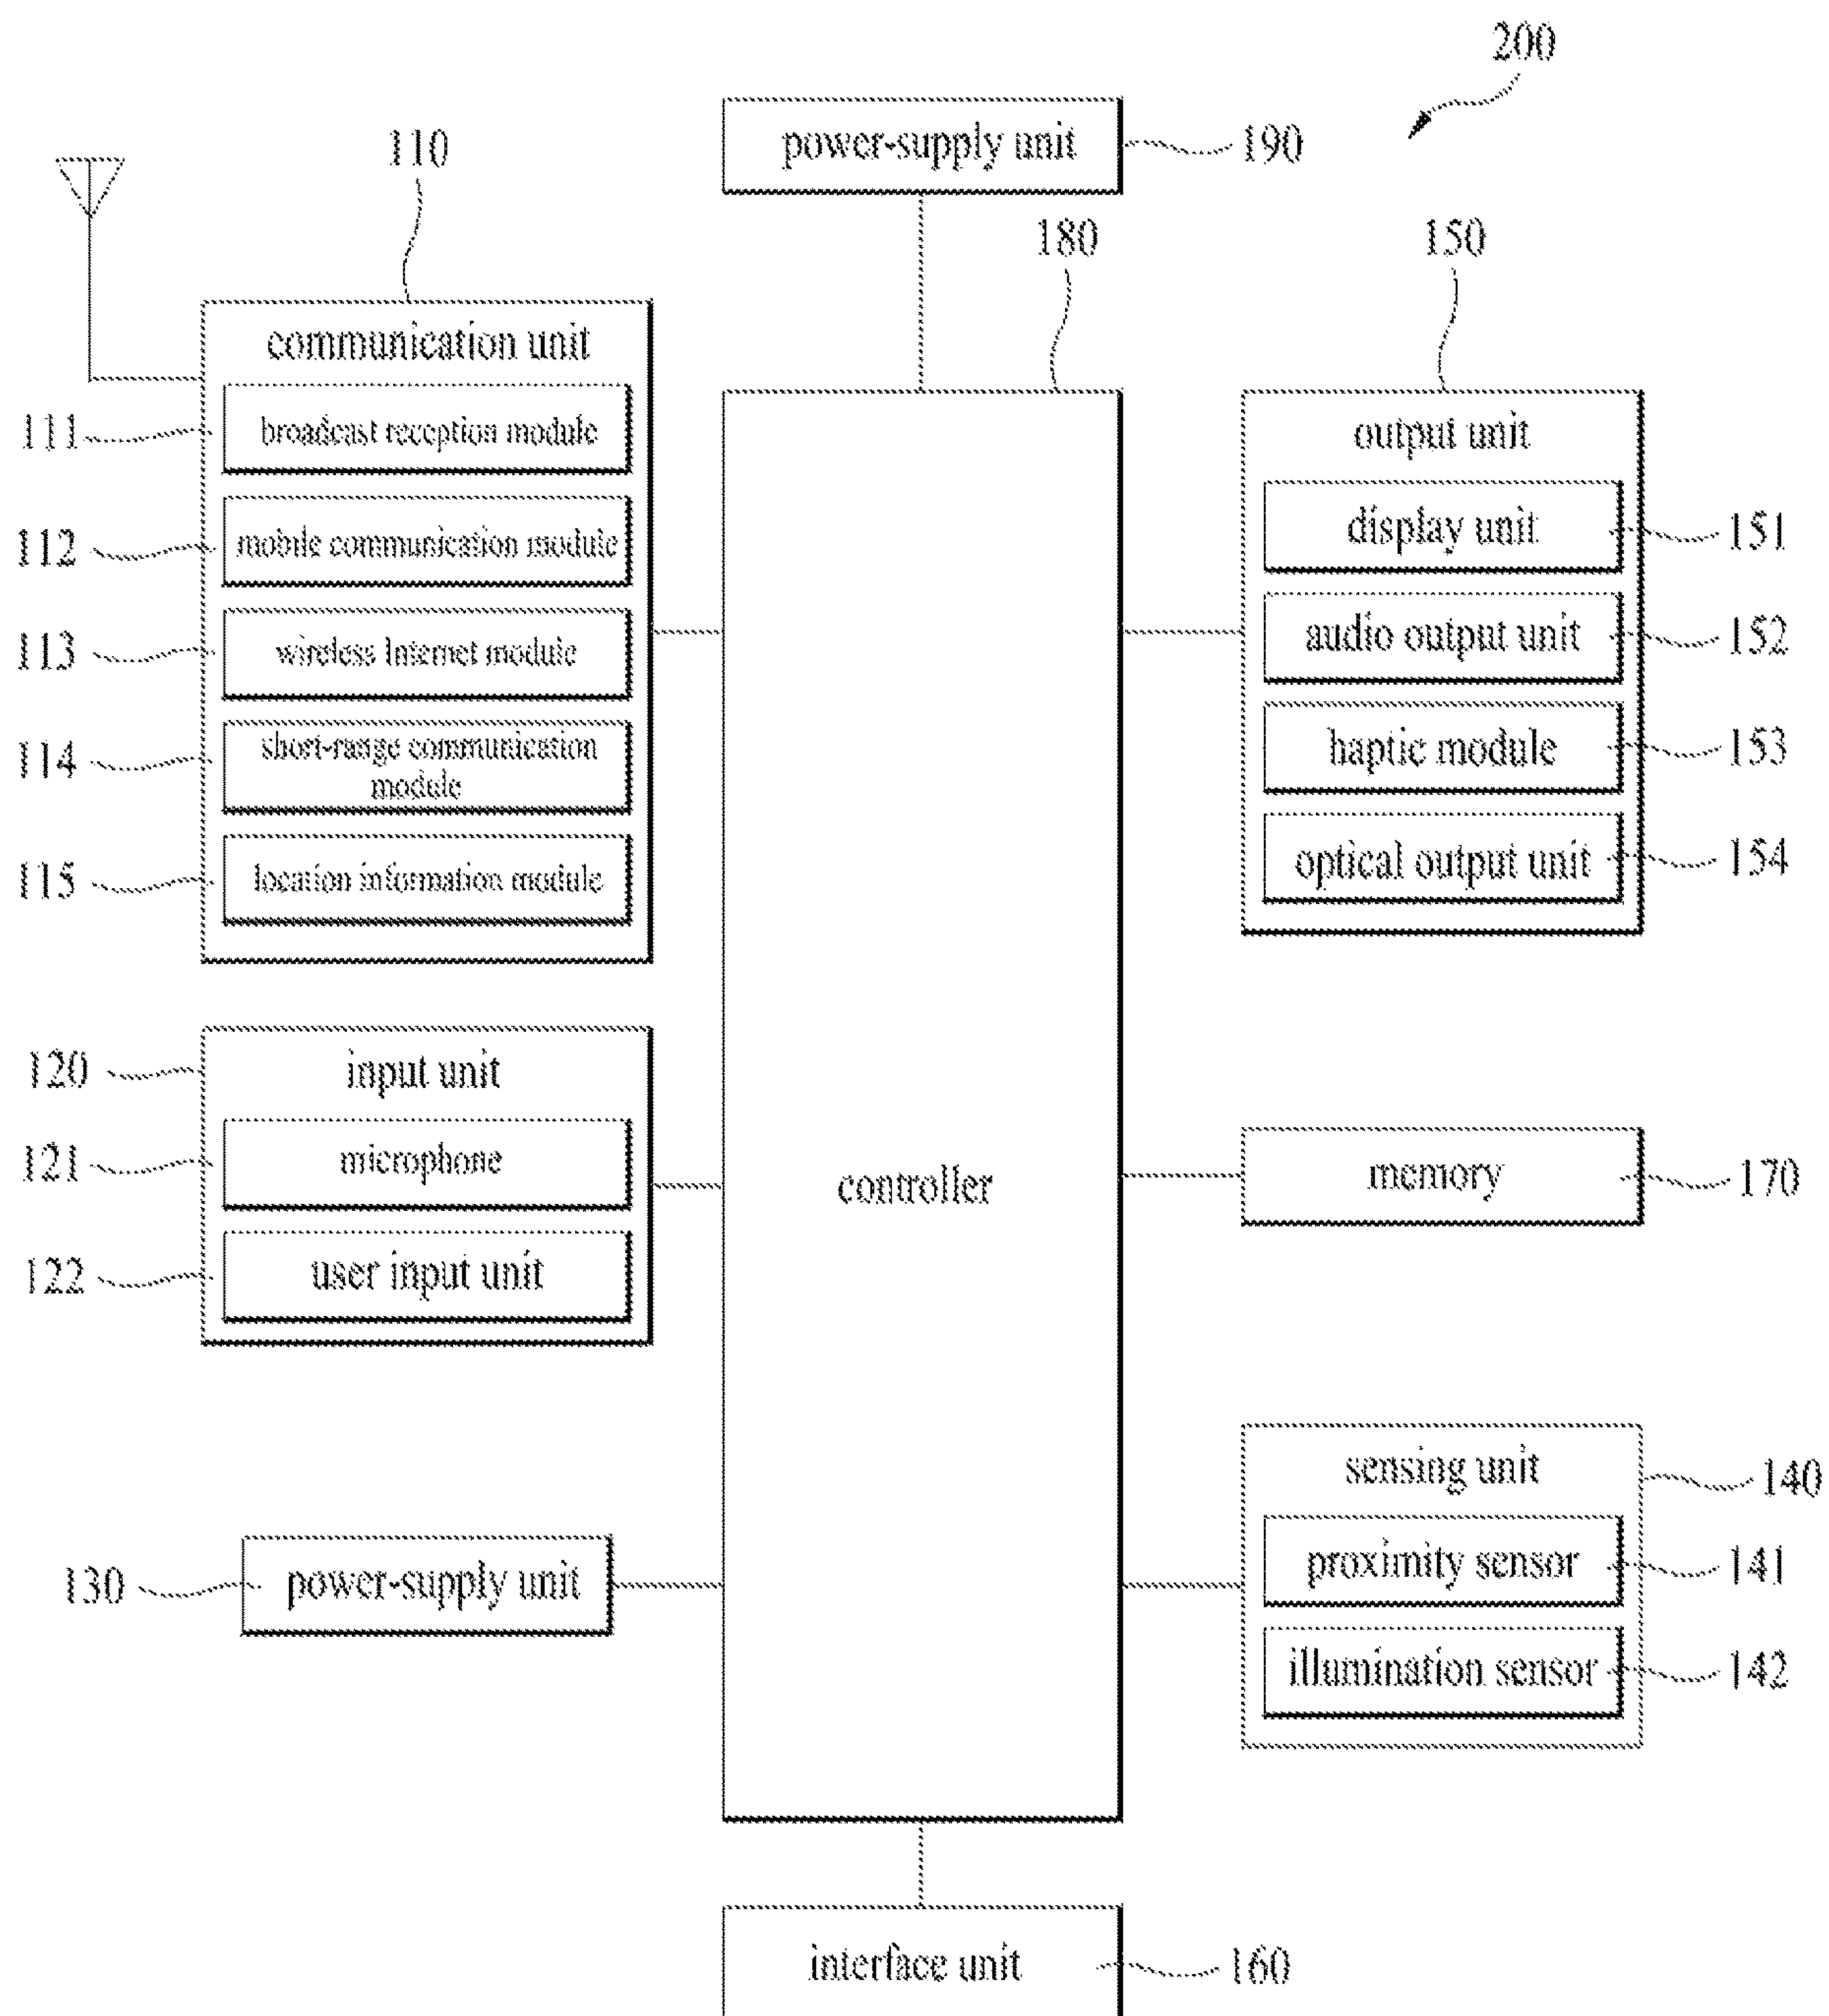 200
power-supply unit
190
110
180
150
communication unit
111
broadcast reception module
112
mobile communication module
113
wireless Internet module
114
short-range communication
module
115
location information module
output unit
display unit
151
audio output unit
152
haptic module
153
optical output unit
154
120
input unit
121
microphone
122
user input unit
controller
memory
170
130
power-supply unit
sensing unit
140
proximity sensor
141
illumination sensor
142
interface unit
160